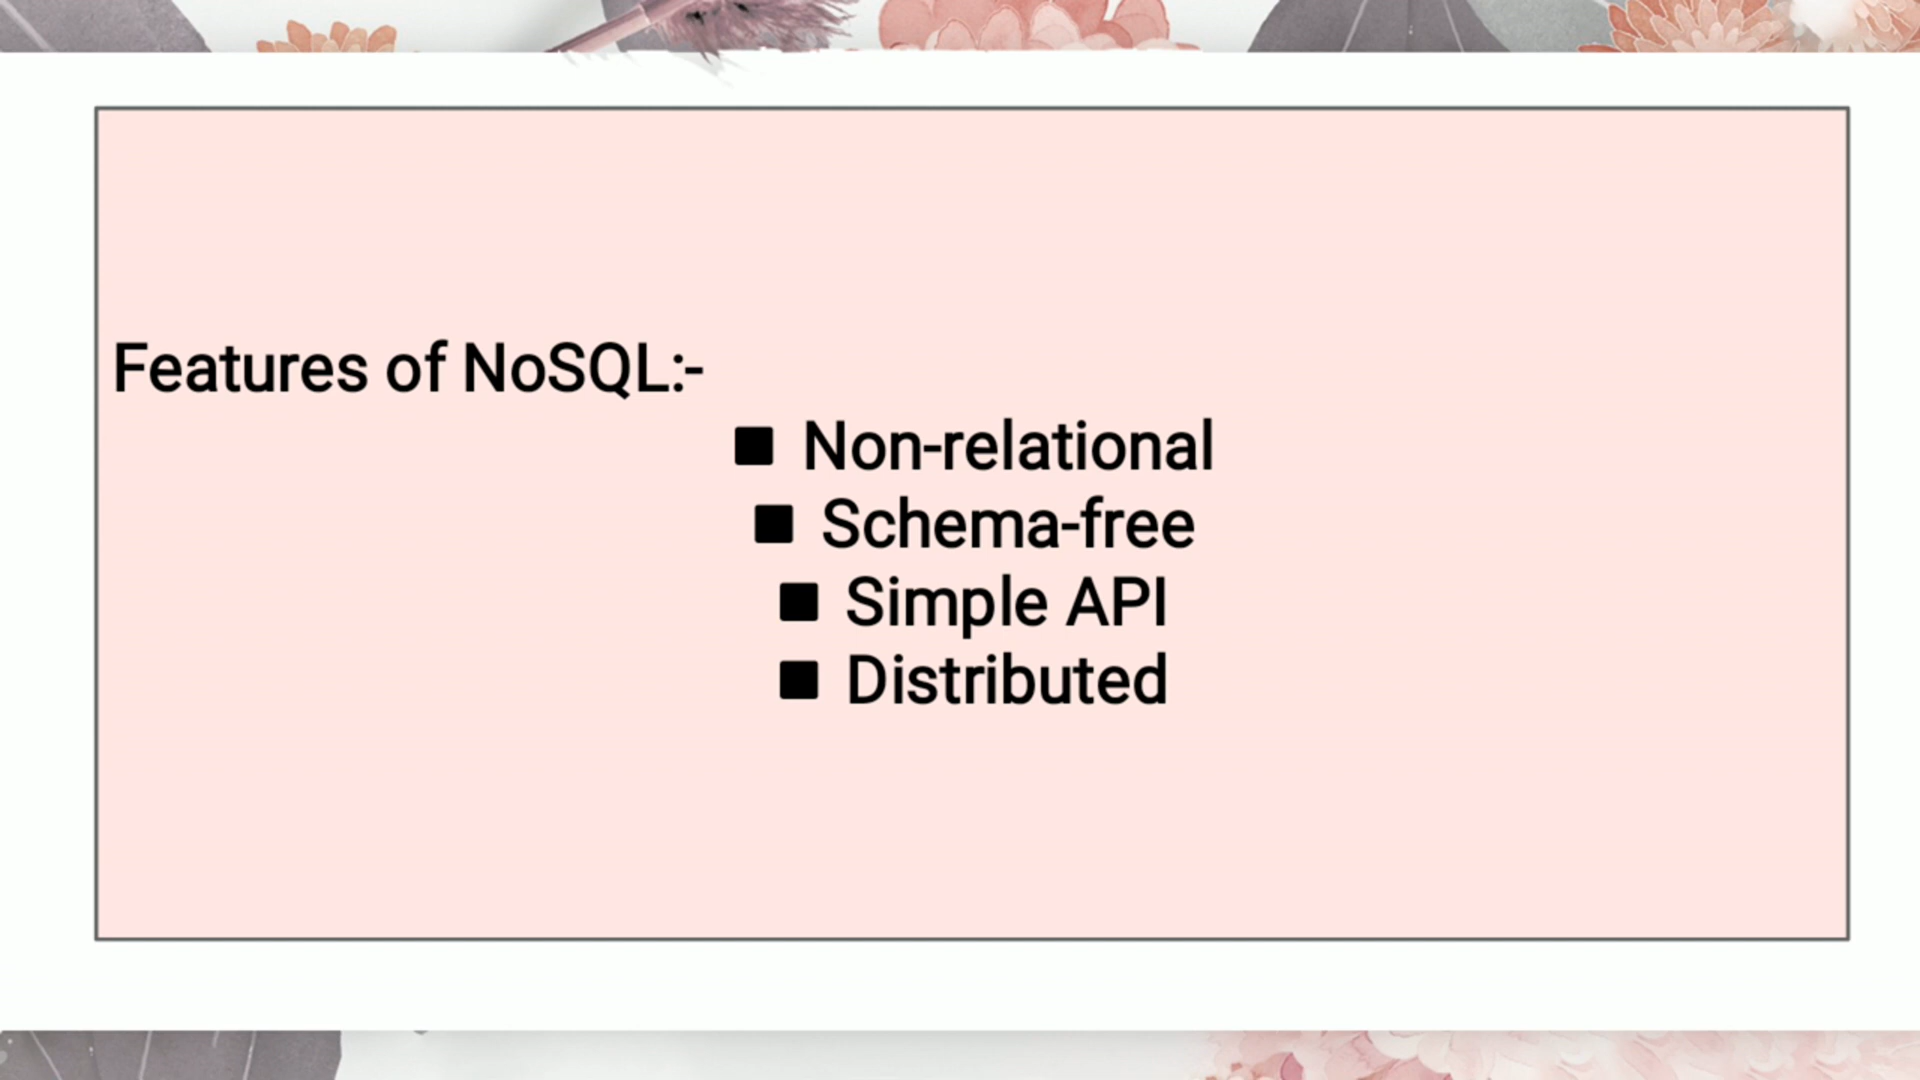 Features of NoSQL:-
■ Non-relational
■ Schema-free
■ Simple API
■ Distributed